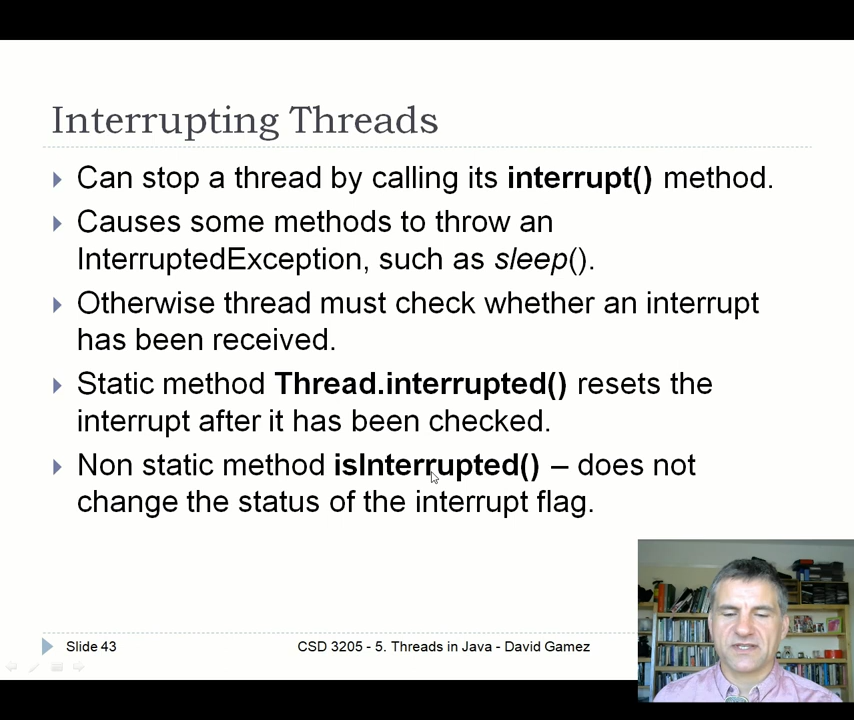 Interrupting Threads
Can stop a thread by calling its interrupt() method.
Causes some methods to throw an
InterruptedException, such as sleep().
Otherwise thread must check whether an interrupt
has been received.
Static method Thread.interrupted() resets the
interrupt after it has been checked.
Non static method isInterrupted() – does not
change the status of the interrupt flag.
Slide 43
CSD 3205 - 5. Threads in Java - David Gamez